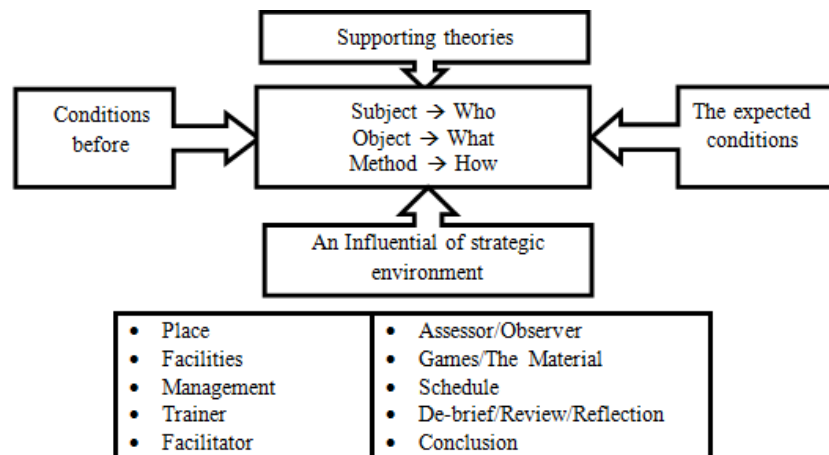 Supporting theories
Conditions
before
Subject → Who
Object → What
Method → How
The expected
conditions
An Influential of strategic
environment
• Place
• Facilities
• Management
• Trainer
• Facilitator
• Assessor/Observer
• Games/The Material
• Schedule
• De-brief/Review/Reflection
• Conclusion